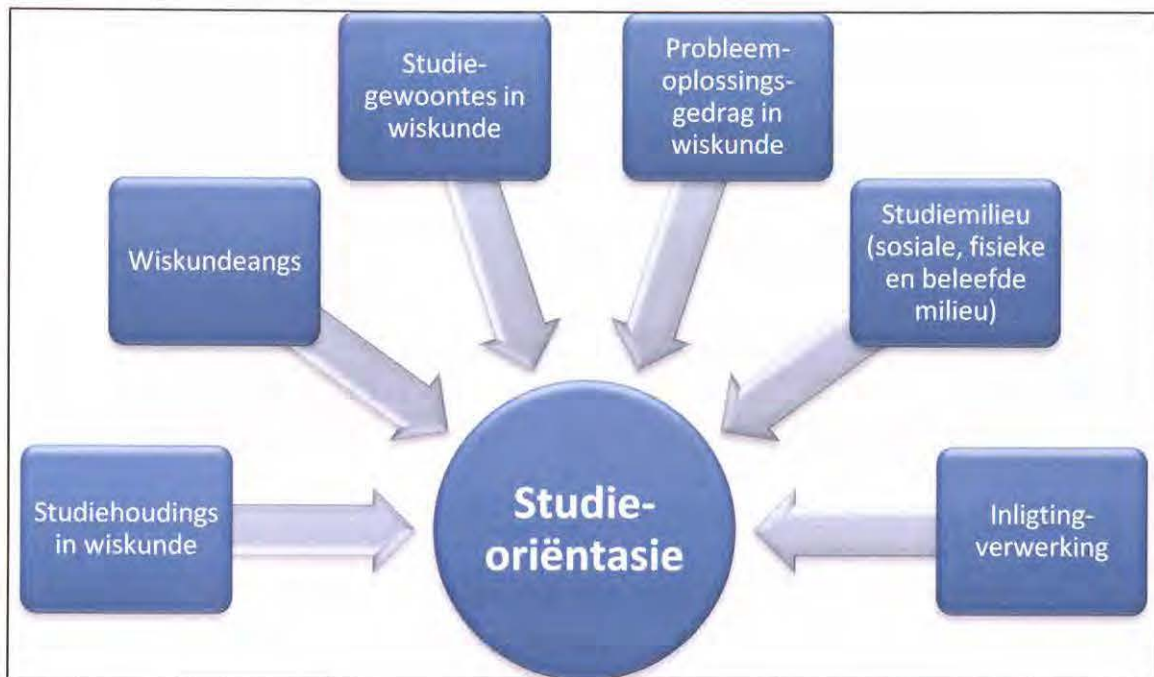 Studie-
gewoontes in
wiskunde
Probleem-
oplossings-
gedrag in
wiskunde
Wiskundeangs
Studiemilieu
(sosiale, fisieke
en beleefde
milieu)
Studiehoudings
in wiskunde
Studie-
oriëntasie
Inligting-
verwerking